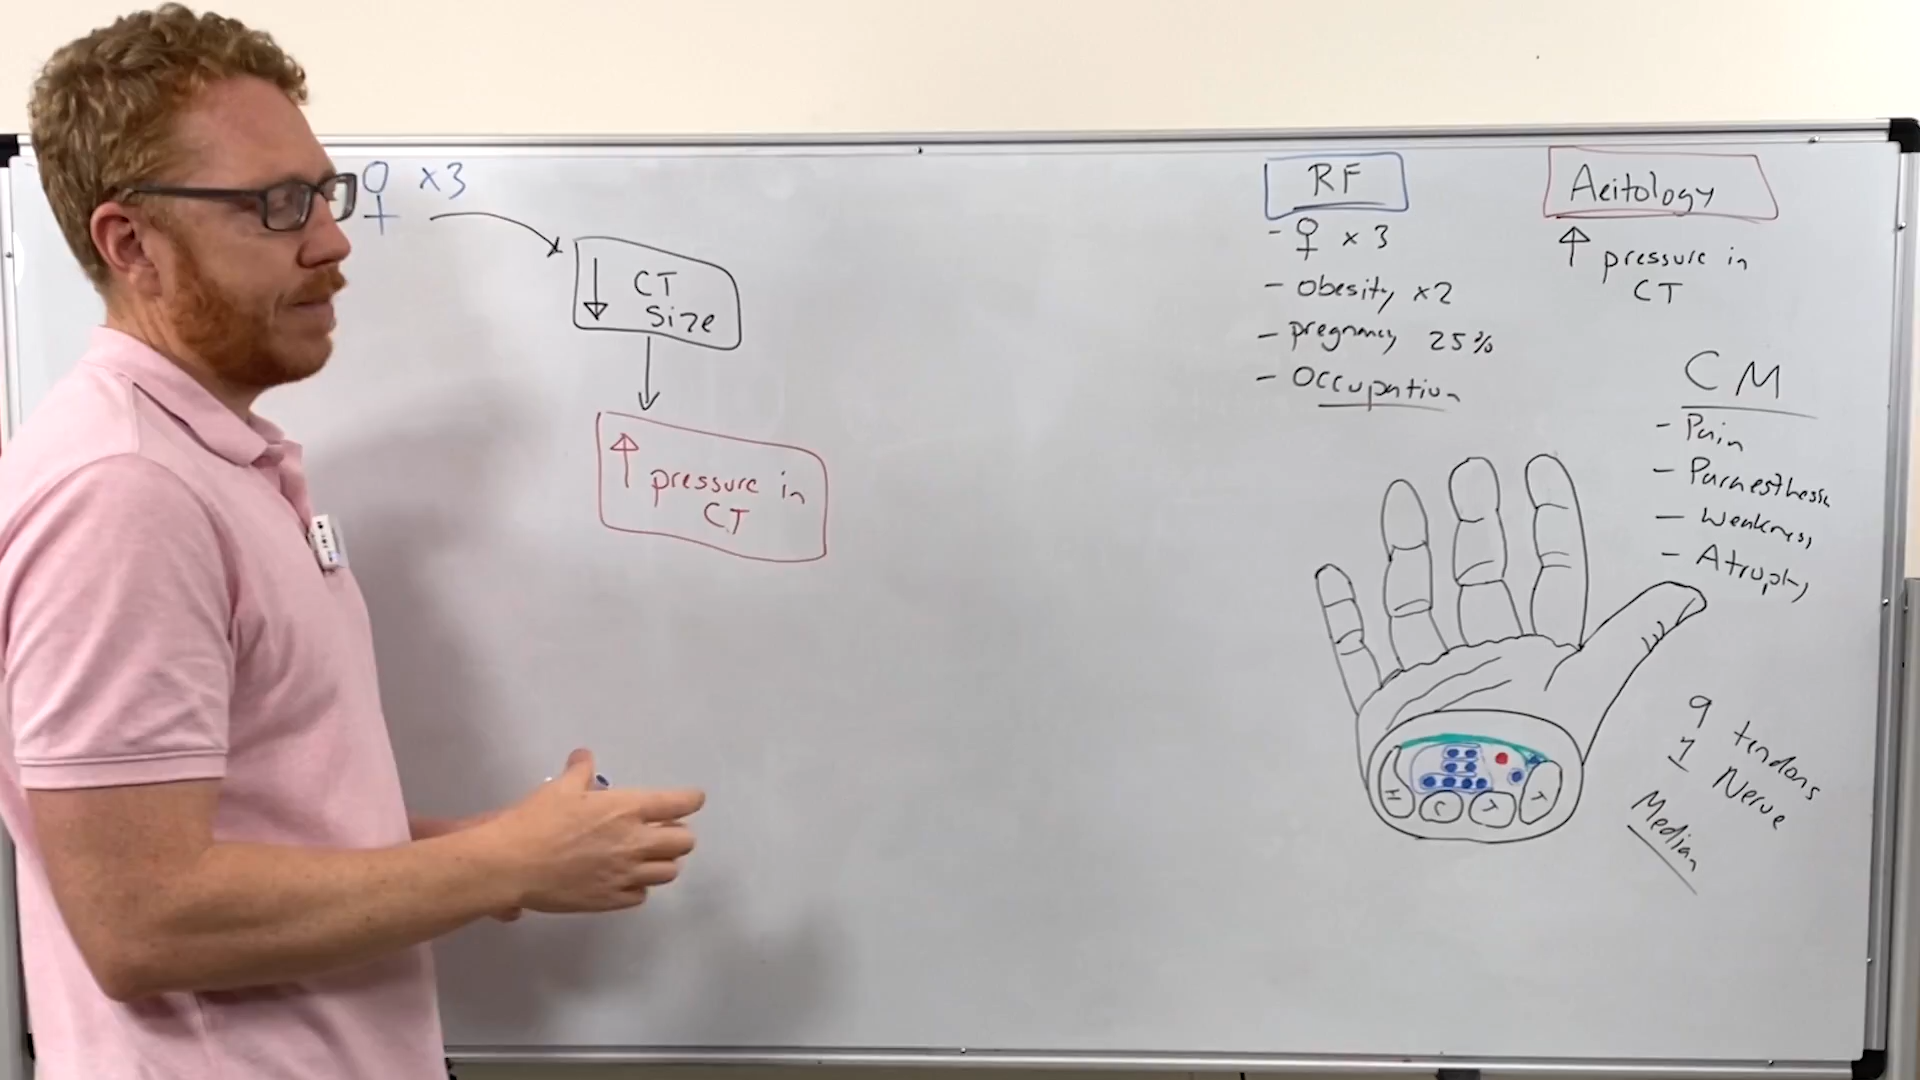 ♀ x3
↓ CT
Size
↑ pressure in
CT
RF
- ♀ x 3
- Obesity x2
- pregnancy 25%
- Occupation
Aeitology
↑ pressure in
CT
CM
- Pain
- Parnesthesia
- Weakness
- Atrophy
9 tendons
1 Nerve
Median
H C T T